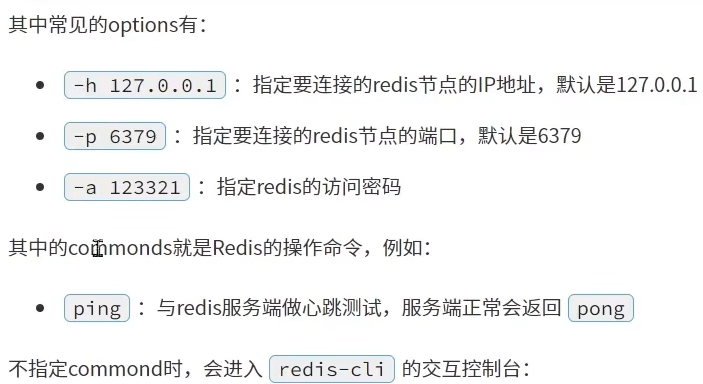 其中常见的options有：
-h 127.0.0.1 ：指定要连接的redis节点的IP地址，默认是127.0.0.1
-p 6379 ：指定要连接的redis节点的端口，默认是6379
-a 123321 ：指定redis的访问密码
其中的commonds就是Redis的操作命令，例如：
ping ：与redis服务端做心跳测试，服务端正常会返回 pong
不指定commond时，会进入 redis-cli 的交互控制台：